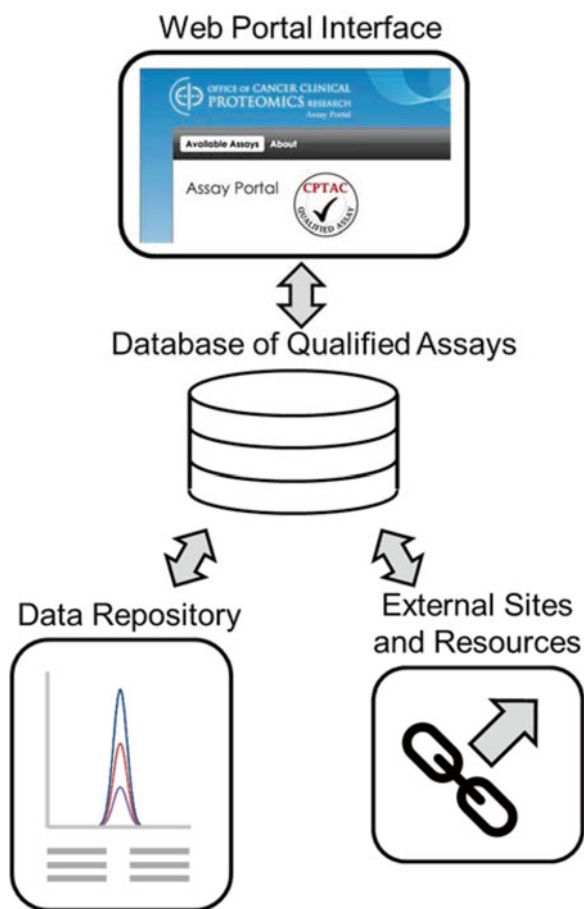 Web Portal Interface
OFFICE OF CANCER CLINICAL
PROTEOMICS RESEARCH
Assay Portal
Available Assays About
Assay Portal
CPTAC
QUALIFIED ASSAY
Database of Qualified Assays
Data Repository
External Sites
and Resources